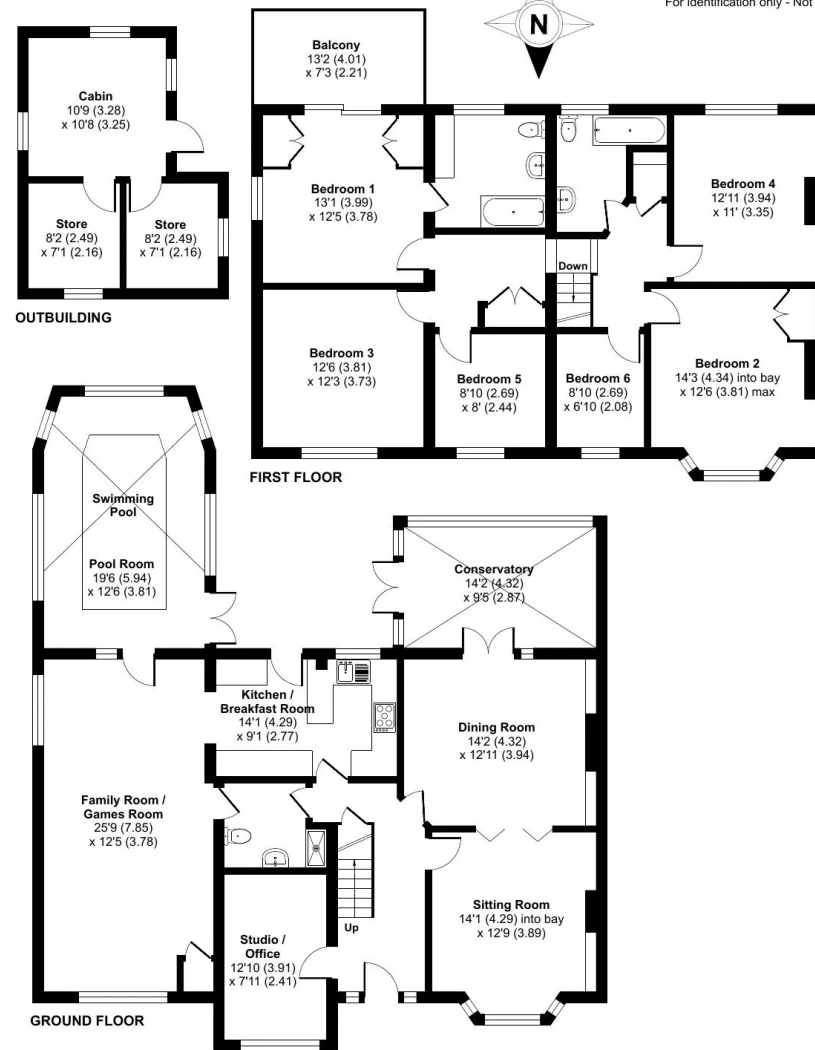 For identification only - Not
N
Balcony
13'2 (4.01)
x 7'3 (2.21)
Cabin
10'9 (3.28)
x 10'8 (3.25)
Store
8'2 (2.49)
x 7'1 (2.16)
Store
8'2 (2.49)
x 7'1 (2.16)
OUTBUILDING
Bedroom 1
13'1 (3.99)
x 12'5 (3.78)
Bedroom 4
12'11 (3.94)
x 11' (3.35)
Down
Bedroom 3
12'6 (3.81)
x 12'3 (3.73)
Bedroom 5
8'10 (2.69)
x 8' (2.44)
Bedroom 6
8'10 (2.69)
x 6'10 (2.08)
Bedroom 2
14'3 (4.34) into bay
x 12'6 (3.81) max
FIRST FLOOR
Swimming
Pool
Pool Room
19'6 (5.94)
x 12'6 (3.81)
Conservatory
14'2 (4.32)
x 9'5 (2.87)
Kitchen /
Breakfast Room
14'1 (4.29)
x 9'1 (2.77)
Dining Room
14'2 (4.32)
x 12'11 (3.94)
Family Room /
Games Room
25'9 (7.85)
x 12'5 (3.78)
Up
Sitting Room
14'1 (4.29) into bay
x 12'9 (3.89)
Studio /
Office
12'10 (3.91)
x 7'11 (2.41)
GROUND FLOOR